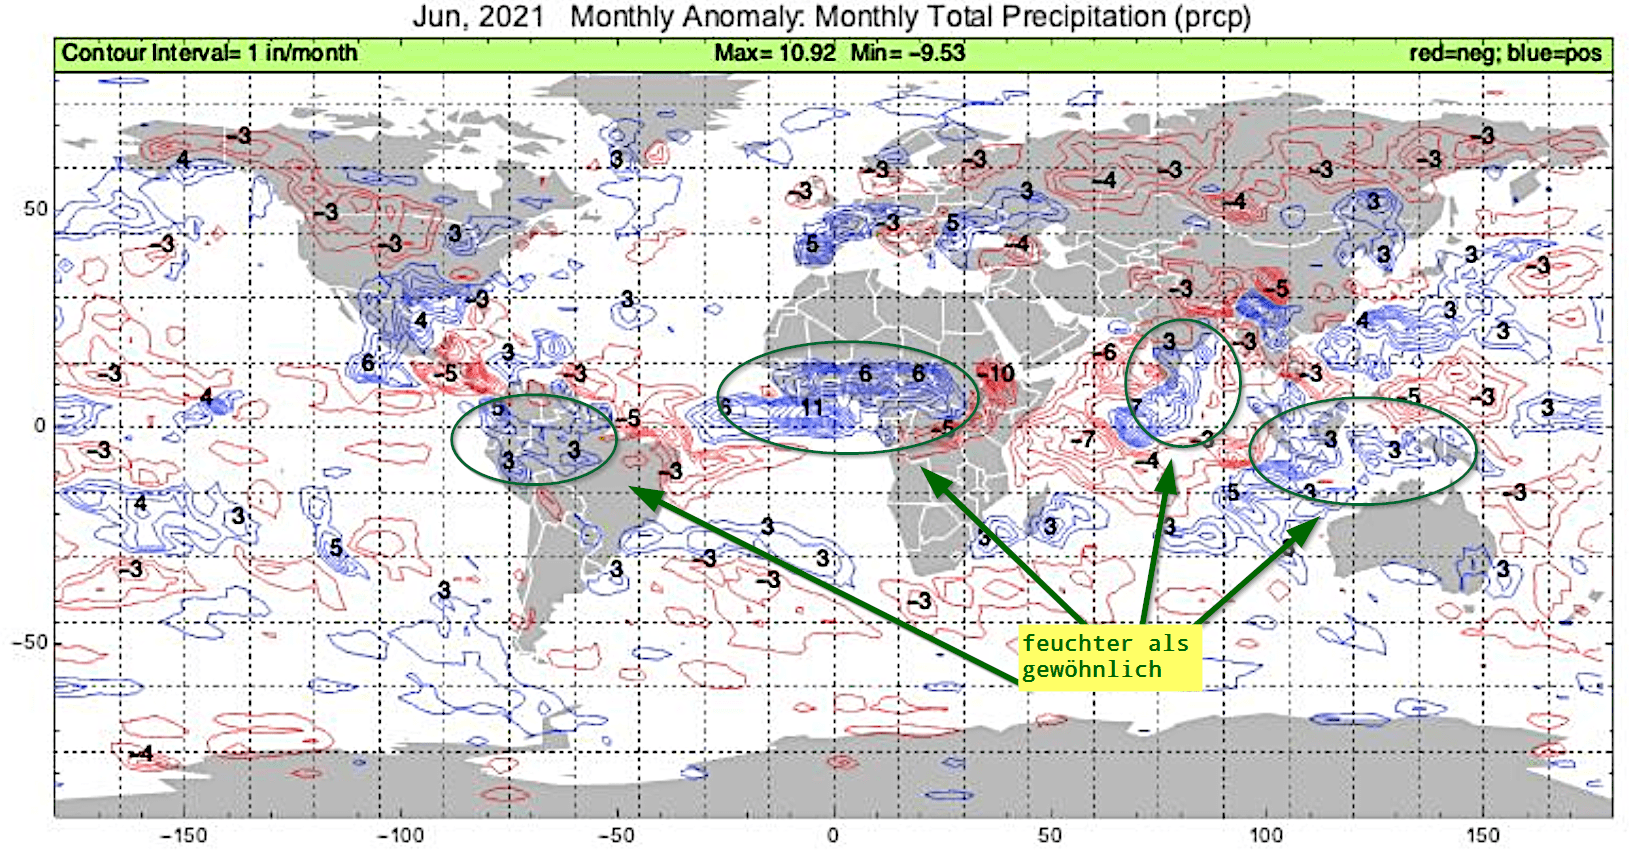 Jun, 2021 Monthly Anomaly: Monthly Total Precipitation (prcp)
Contour Interval= 1 in/month Max= 10.92 Min= −9.53 red=neg; blue=pos
−3 −3
4 3 −3 −3 −3 −3 −3
−3 −4
50 −3 −3 3 −4 3
3 −3 5
−3 −3 5 −4 3 3
−3
−3 3 −3 −5
4 4 3 3
3 3 −3
6 −6
−3 −5 −3 6 6 −10 −3
4 5 6 11 7 −5 −3 3
0 −5 −5
−3 3 3 −7 −3 3 3
−3 −4
4 5 3 −3
3 3 3 3
5 −3 3 3
−3 3 −3 3
3 −3
feuchter als
gewöhnlich
−50
−4
−150 −100 −50 0 50 100 150